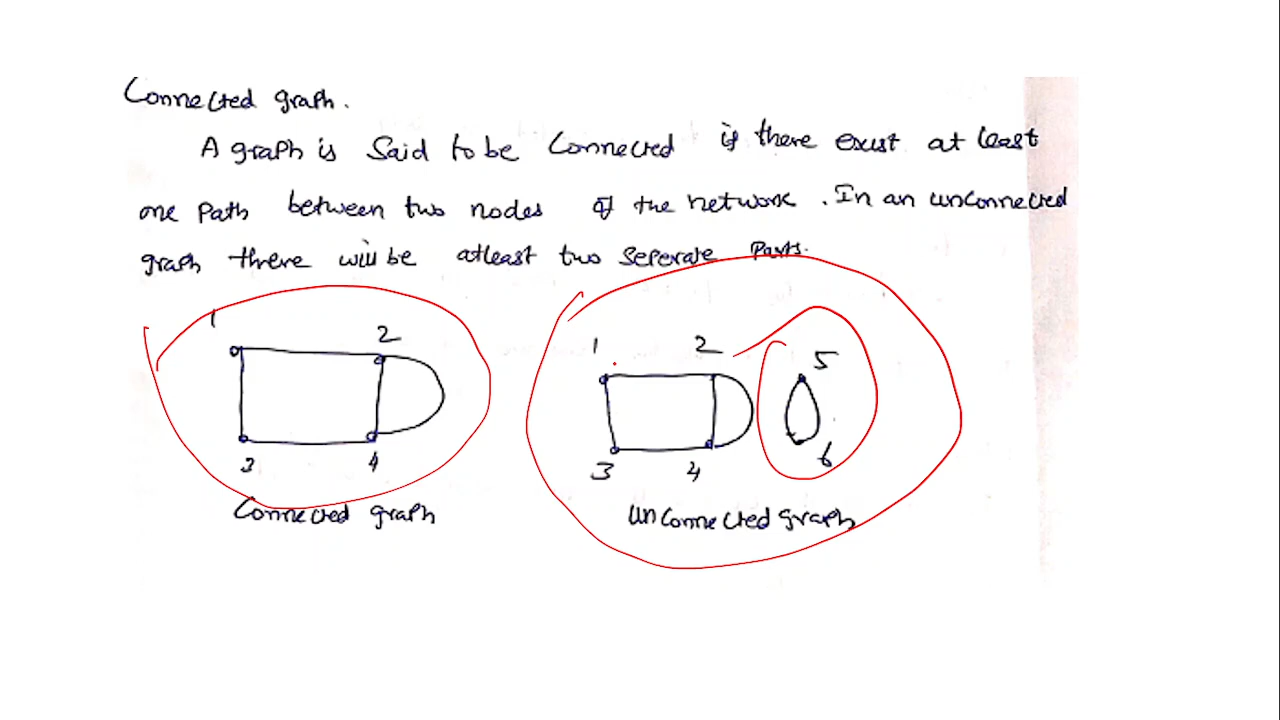 Connected graph.
A graph is Said to be Connected if there exist at least
one Path between two nodes of the network. In an unconnected
graph threre will be atleast two Seperate Parts.
1 2
1 2 5
3 4
3 4 6
Connected graph
unConnected graph